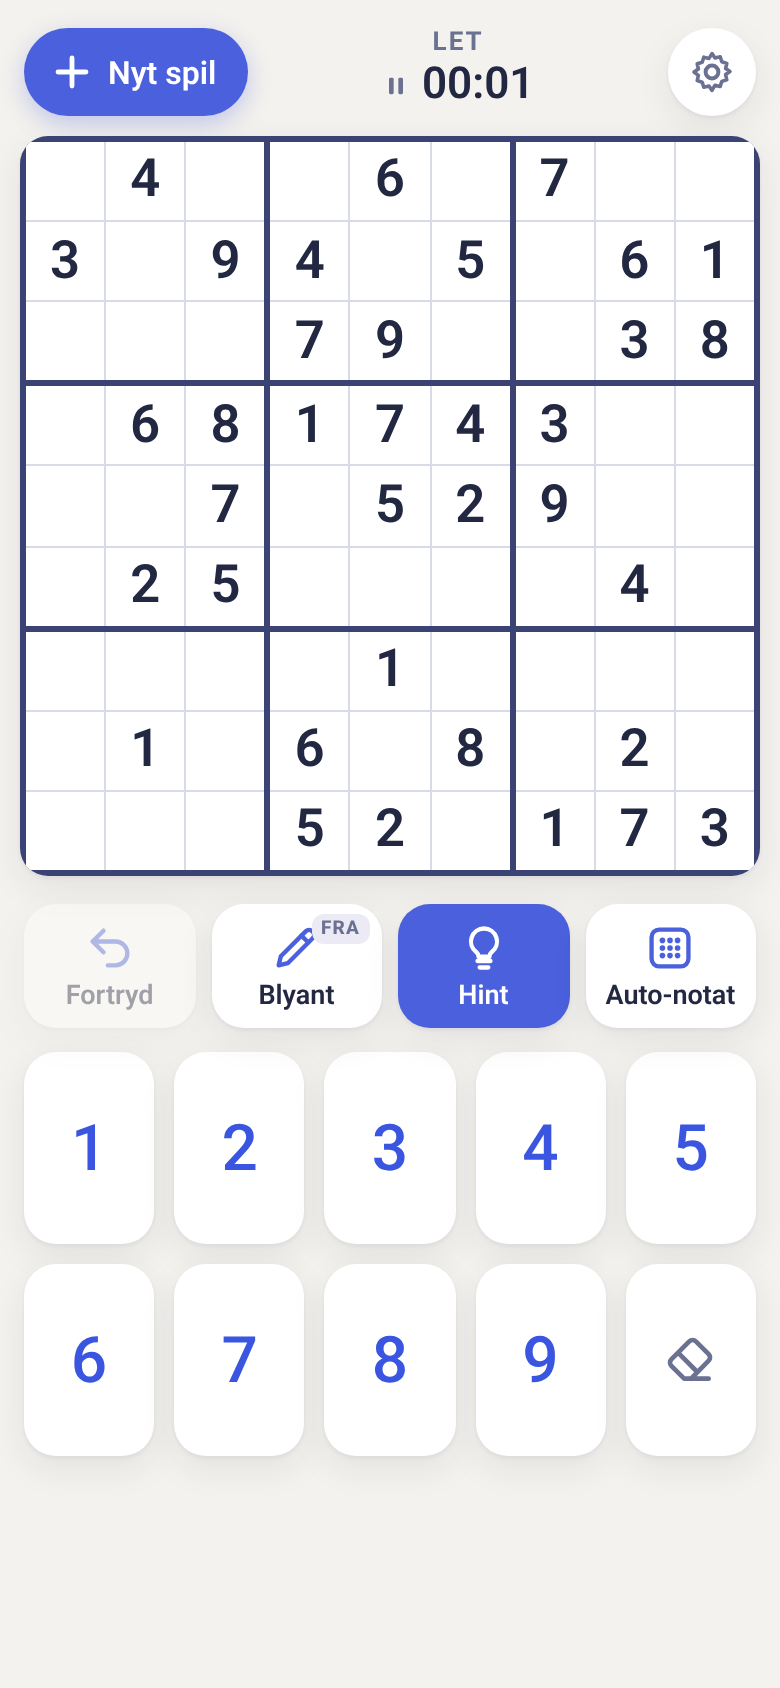 Nyt spil
LET
00:01
4 6 7
3 9 4 5 6 1
7 9 3 8
6 8 1 7 4 3
7 5 2 9
2 5 4
1
1 6 8 2
5 2 1 7 3
Fortryd
FRA
Blyant
Hint
Auto-notat
1 2 3 4 5
6 7 8 9